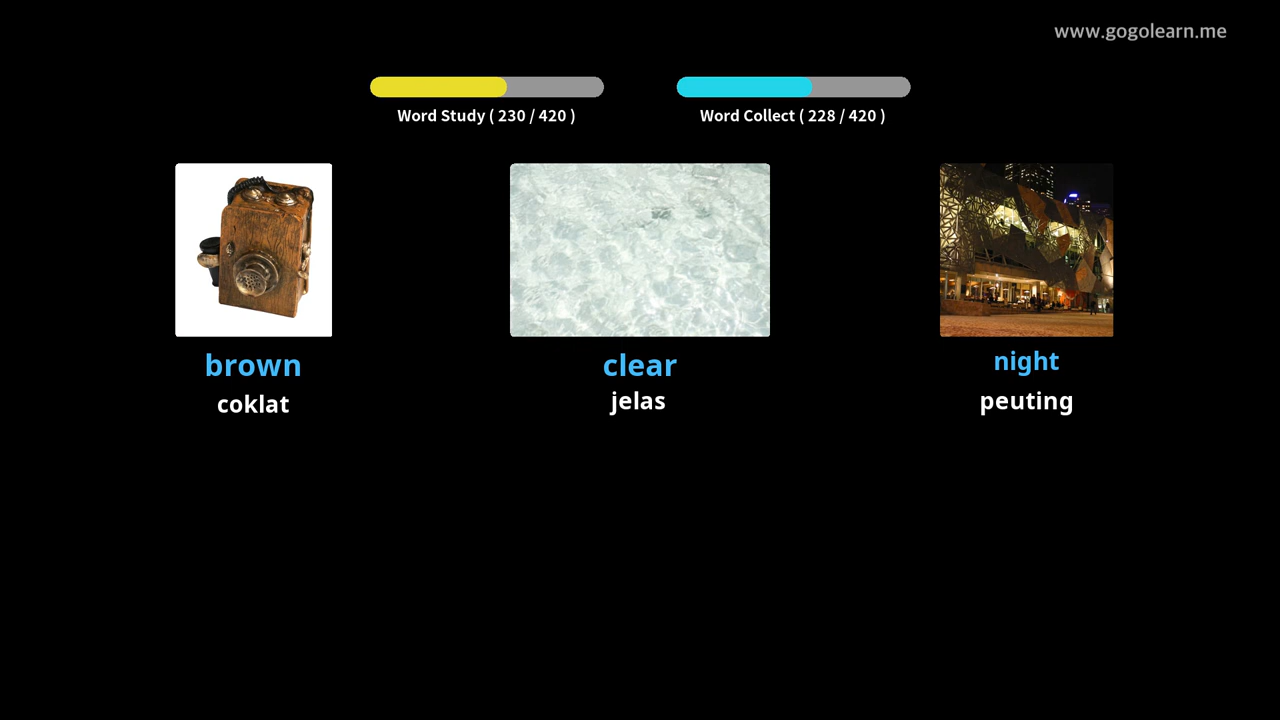 www.gogolearn.me
Word Study ( 230 / 420 )
Word Collect ( 228 / 420 )
brown
coklat
clear
jelas
night
peuting